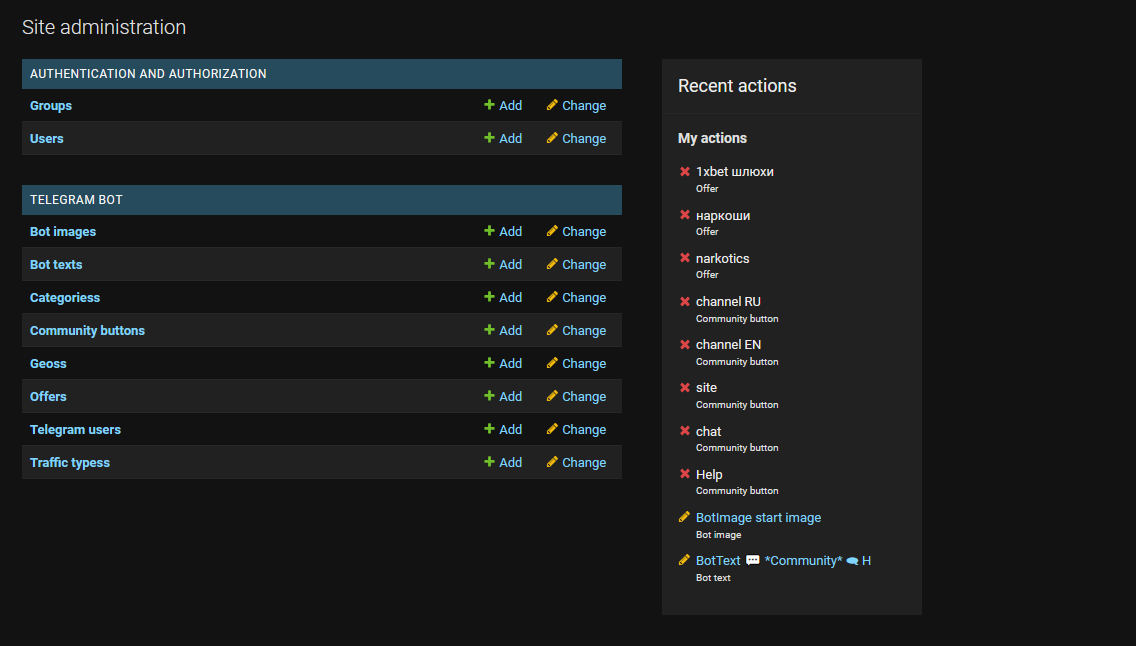 Site administration
AUTHENTICATION AND AUTHORIZATION
Groups Add Change
Users Add Change
TELEGRAM BOT
Bot images Add Change
Bot texts Add Change
Categoriess Add Change
Community buttons Add Change
Geoss Add Change
Offers Add Change
Telegram users Add Change
Traffic typess Add Change
Recent actions
My actions
1xbet шлюхи
Offer
наркоши
Offer
narkotics
Offer
channel RU
Community button
channel EN
Community button
site
Community button
chat
Community button
Help
Community button
BotImage start image
Bot image
BotText 💬 *Community* 🗨 H
Bot text